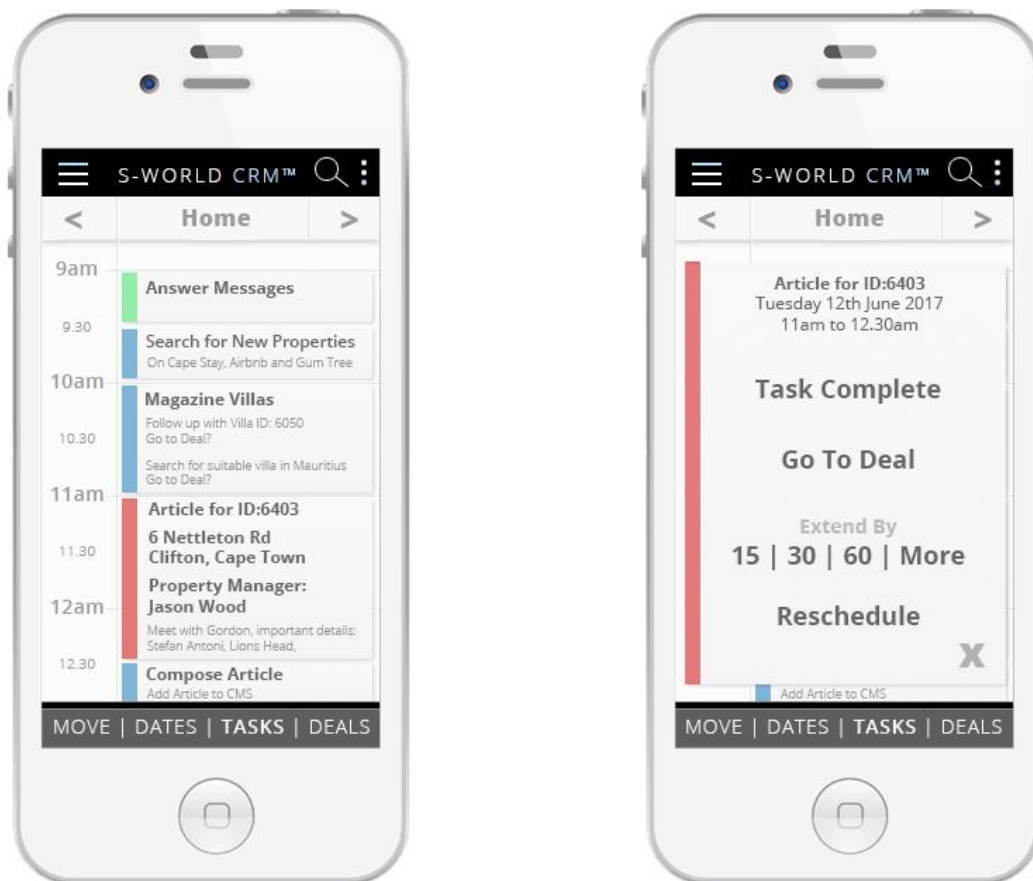 S-WORLD CRM™
< Home >
9am
Answer Messages
9.30
Search for New Properties
On Cape Stay, Airbnb and Gum Tree
10am
Magazine Villas
Follow up with Villa ID: 6050
10.30
Go to Deal?
Search for suitable villa in Mauritius
Go to Deal?
11am
Article for ID:6403
6 Nettleton Rd
11.30
Clifton, Cape Town
Property Manager:
12am
Jason Wood
Meet with Gordon, important details:
Stefan Antoni, Lions Head,
12.30
Compose Article
Add Article to CMS
MOVE | DATES | TASKS | DEALS
S-WORLD CRM™
< Home >
Article for ID:6403
Tuesday 12th June 2017
11am to 12.30am
Task Complete
Go To Deal
Extend By
15 | 30 | 60 | More
Reschedule
X
Add Article to CMS
MOVE | DATES | TASKS | DEALS